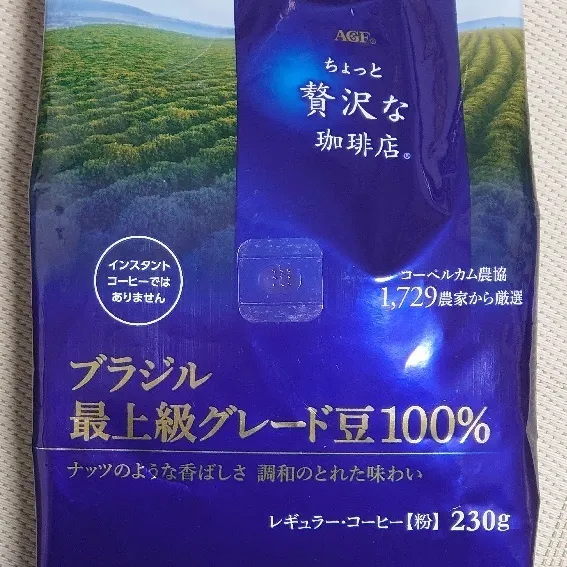 AGF®
ちょっと
贅沢な
珈琲店®
インスタント
コーヒーでは
ありません
コーペルカム農協
1,729農家から厳選
ブラジル
最上級グレード豆100%
ナッツのような香ばしさ 調和のとれた味わい
レギュラー・コーヒー【粉】 230g